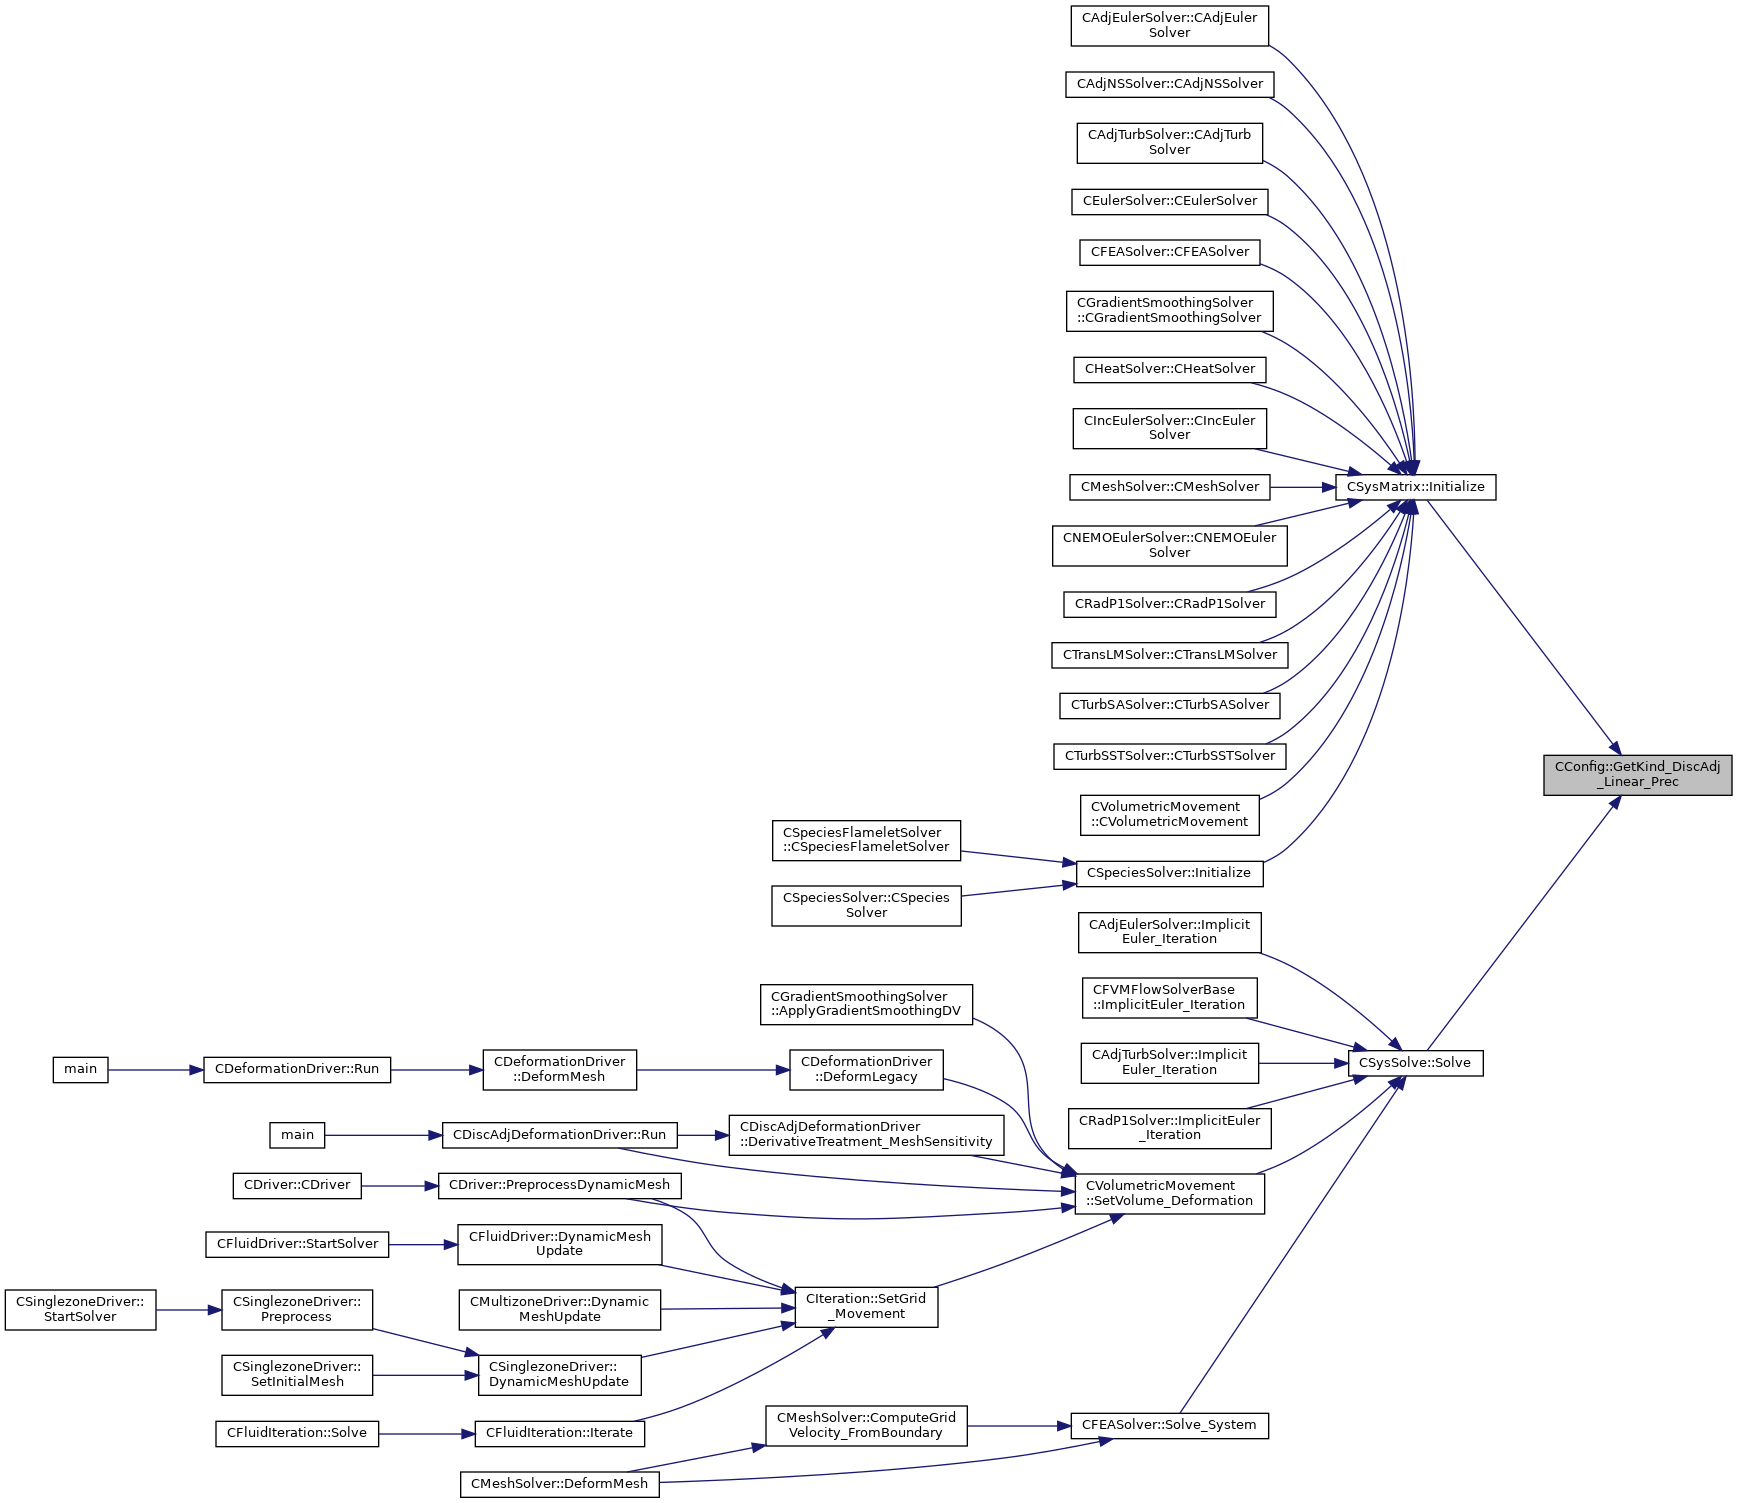 CAdjEulerSolver::CAdjEuler
Solver
CAdjNSSolver::CAdjNSSolver
CAdjTurbSolver::CAdjTurb
Solver
CEulerSolver::CEulerSolver
CFEASolver::CFEASolver
CGradientSmoothingSolver
::CGradientSmoothingSolver
CHeatSolver::CHeatSolver
CIncEulerSolver::CIncEuler
Solver
CSysMatrix::Initialize
CMeshSolver::CMeshSolver
CNEMOEulerSolver::CNEMOEuler
Solver
CRadP1Solver::CRadP1Solver
CTransLMSolver::CTransLMSolver
CTurbSASolver::CTurbSASolver
CTurbSSTSolver::CTurbSSTSolver
CConfig::GetKind_DiscAdj
_Linear_Prec
CVolumetricMovement
::CVolumetricMovement
CSpeciesFlameletSolver
::CSpeciesFlameletSolver
CSpeciesSolver::Initialize
CSpeciesSolver::CSpecies
Solver
CAdjEulerSolver::Implicit
Euler_Iteration
CFVMFlowSolverBase
::ImplicitEuler_Iteration
CGradientSmoothingSolver
::ApplyGradientSmoothingDV
CAdjTurbSolver::Implicit
Euler_Iteration
CSysSolve::Solve
main
CDeformationDriver::Run
CDeformationDriver
::DeformMesh
CDeformationDriver
::DeformLegacy
CRadP1Solver::ImplicitEuler
_Iteration
main
CDiscAdjDeformationDriver::Run
CDiscAdjDeformationDriver
::DerivativeTreatment_MeshSensitivity
CDriver::CDriver
CDriver::PreprocessDynamicMesh
CVolumetricMovement
::SetVolume_Deformation
CFluidDriver::StartSolver
CFluidDriver::DynamicMesh
Update
CSinglezoneDriver::
StartSolver
CSinglezoneDriver::
Preprocess
CMultizoneDriver::Dynamic
MeshUpdate
CIteration::SetGrid
_Movement
CSinglezoneDriver::
SetInitialMesh
CSinglezoneDriver::
DynamicMeshUpdate
CFluidIteration::Solve
CFluidIteration::Iterate
CMeshSolver::ComputeGrid
Velocity_FromBoundary
CFEASolver::Solve_System
CMeshSolver::DeformMesh